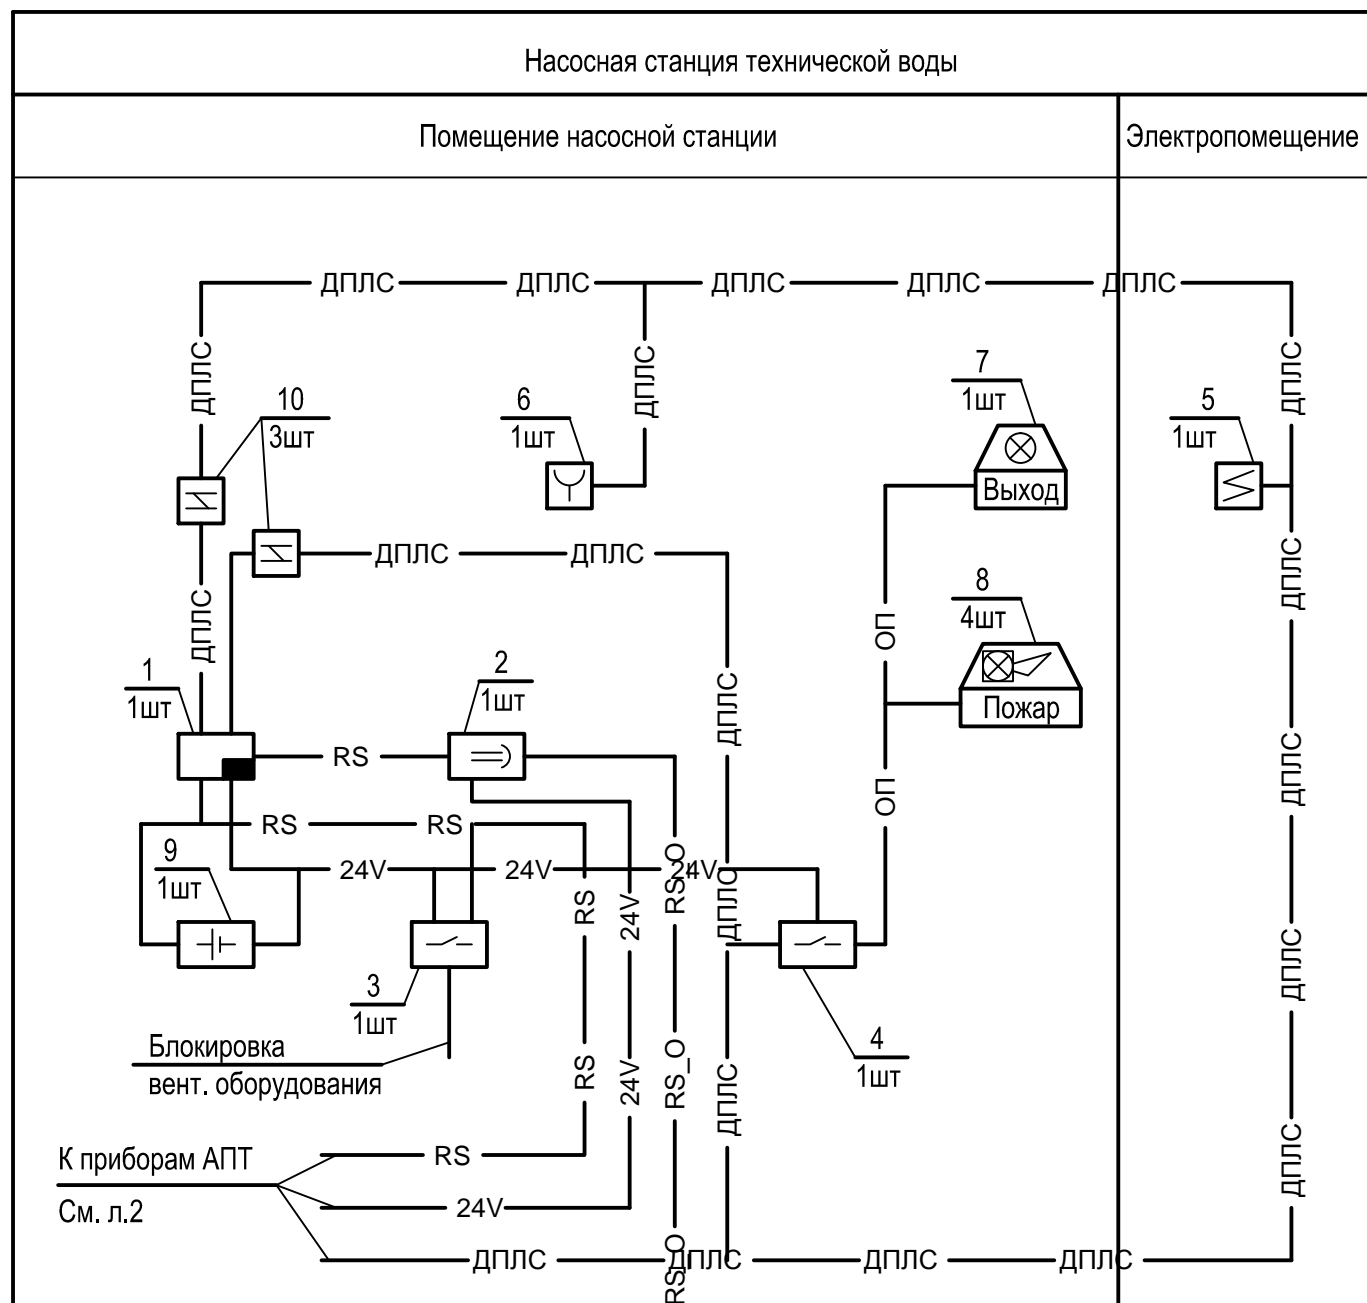 Насосная станция технической воды
Помещение насосной станции
Электропомещение
ДПЛС
ДПЛС
ДПЛС
ДПЛС
ДПЛС
ДПЛС
ДПЛС
ДПЛС
10
3шт
6
1шт
7
1шт
Выход
5
1шт
ДПЛС
ДПЛС
ДПЛС
ДПЛС
ОП
8
4шт
Пожар
1
1шт
2
1шт
ДПЛС
RS
ОП
ДПЛС
RS
RS
9
1шт
24V
24V
24V
RS_O
ДПЛС
RS
24V
3
1шт
ДПЛС
Блокировка
вент. оборудования
RS
24V
RS_O
ДПЛС
4
1шт
К приборам АПТ
См. л.2
RS
24V
ДПЛС
ДПЛС
RS_O
ДПЛС
ДПЛС
ДПЛС